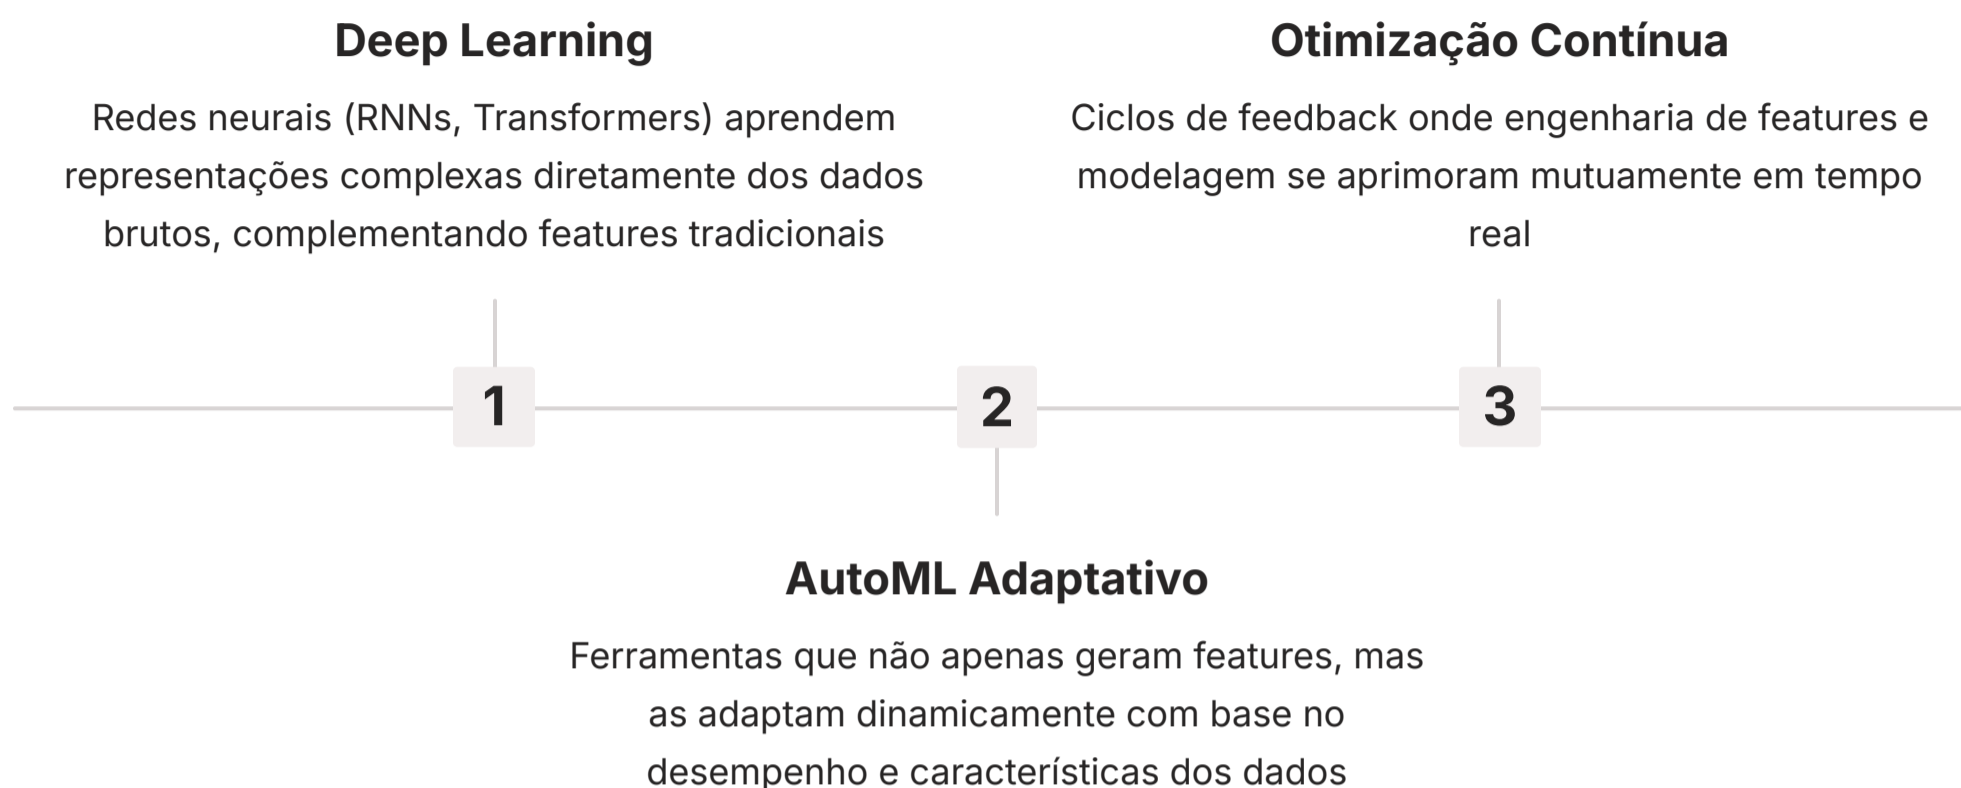 Deep Learning
Redes neurais (RNNs, Transformers) aprendem
representações complexas diretamente dos dados
brutos, complementando features tradicionais
Otimização Contínua
Ciclos de feedback onde engenharia de features e
modelagem se aprimoram mutuamente em tempo
real
1
2
3
AutoML Adaptativo
Ferramentas que não apenas geram features, mas
as adaptam dinamicamente com base no
desempenho e características dos dados